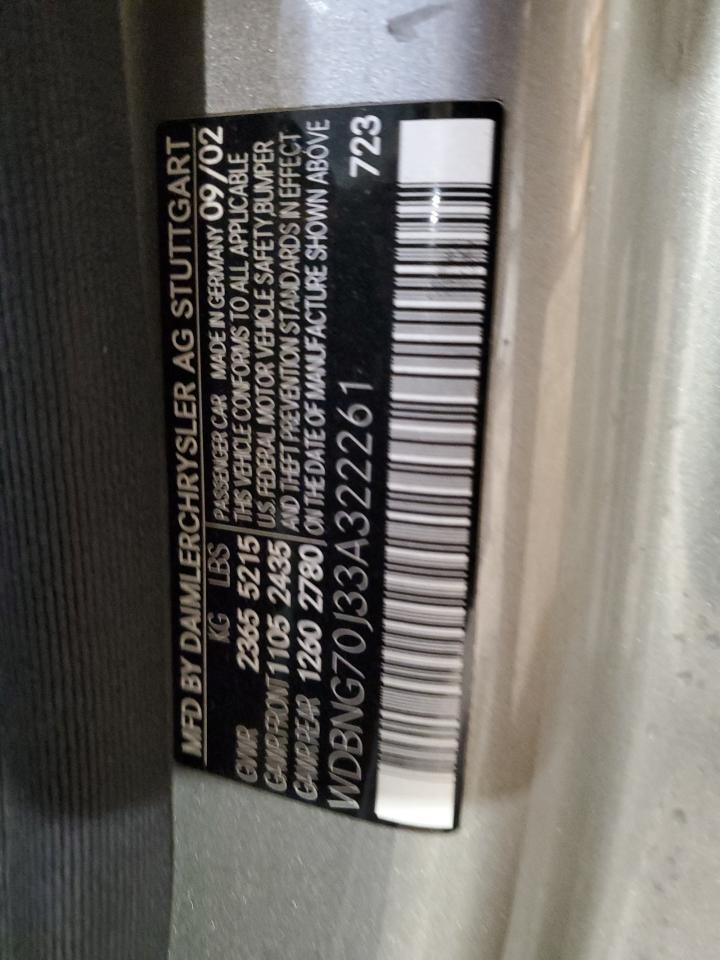 MFD BY DAIMLERCHRYSLER AG STUTTGART
KG LBS
GVWR 2365 5215
GAWR FRONT 1105 2435
GAWR REAR 1260 2780
PASSENGER CAR MADE IN GERMANY 09/02
THIS VEHICLE CONFORMS TO ALL APPLICABLE
U.S. FEDERAL MOTOR VEHICLE SAFETY, BUMPER
AND THEFT PREVENTION STANDARDS IN EFFECT
ON THE DATE OF MANUFACTURE SHOWN ABOVE
WDBNG70J33A322261
723